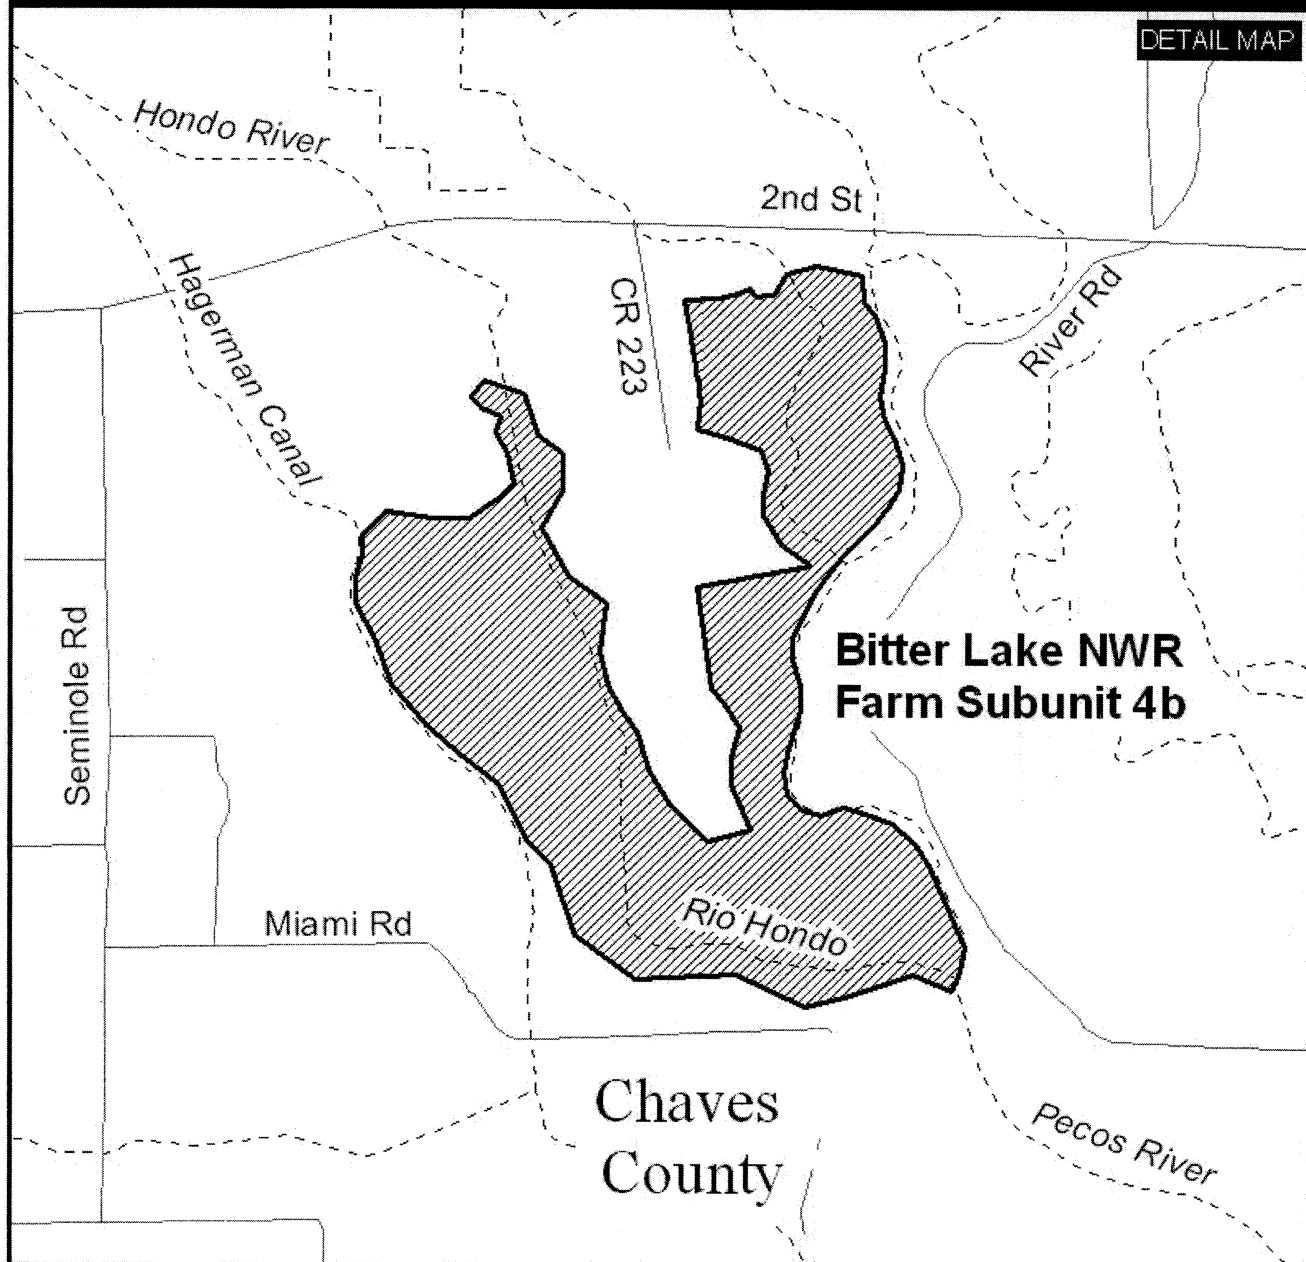 DETAIL MAP
Hondo River
2nd St
Hagerman Canal
CR 223
River Rd
Bitter Lake NWR
Farm Subunit 4b
Seminole Rd
Miami Rd
Rio Hondo
Chaves
County
Pecos River